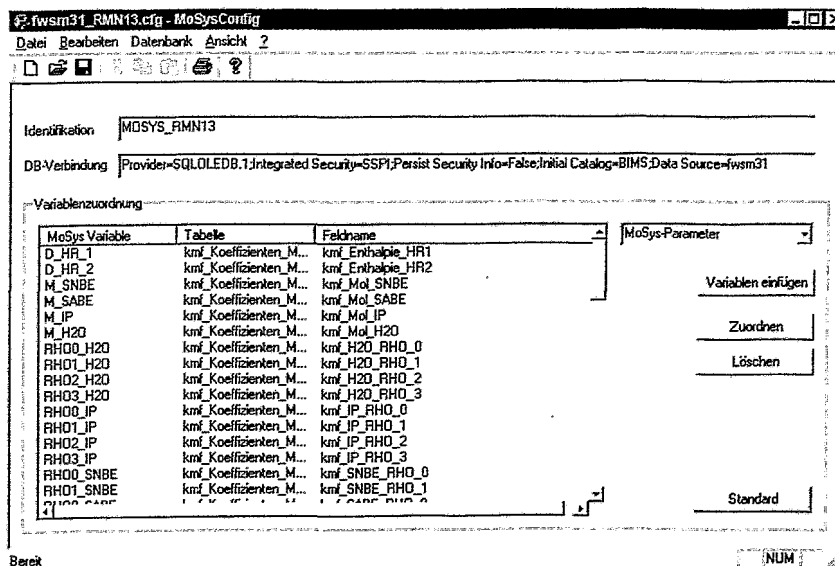 fwsm31_RMN13.cfg - MoSysConfig
Datei Bearbeiten Datenbank Ansicht ?
Identifikation MOSYS_RMN13
DB-Verbindung Provider=SQLOLEDB.1;Integrated Security=SSPI;Persist Security Info=False;Initial Catalog=BIMS;Data Source=fwsm31
Variablenzuordnung
MoSys Variable Tabelle Feldname MoSys-Parameter
D_HR_1 kmf_Koeffizienten_M... kmf_Enthalpie_HR1
D_HR_2 kmf_Koeffizienten_M... kmf_Enthalpie_HR2
M_SNBE kmf_Koeffizienten_M... kmf_Mol_SNBE
Variablen einfügen
M_SABE kmf_Koeffizienten_M... kmf_Mol_SABE
M_IP kmf_Koeffizienten_M... kmf_Mol_IP
M_H2O kmf_Koeffizienten_M... kmf_Mol_H2O
Zuordnen
RHO0_H2O kmf_Koeffizienten_M... kmf_H2O_RHO_0
RHO1_H2O kmf_Koeffizienten_M... kmf_H2O_RHO_1
Löschen
RHO2_H2O kmf_Koeffizienten_M... kmf_H2O_RHO_2
RHO3_H2O kmf_Koeffizienten_M... kmf_H2O_RHO_3
RHO0_IP kmf_Koeffizienten_M... kmf_IP_RHO_0
RHO1_IP kmf_Koeffizienten_M... kmf_IP_RHO_1
RHO2_IP kmf_Koeffizienten_M... kmf_IP_RHO_2
RHO3_IP kmf_Koeffizienten_M... kmf_IP_RHO_3
RHO0_SNBE kmf_Koeffizienten_M... kmf_SNBE_RHO_0
RHO1_SNBE kmf_Koeffizienten_M... kmf_SNBE_RHO_1
Standard
Bereit NUM